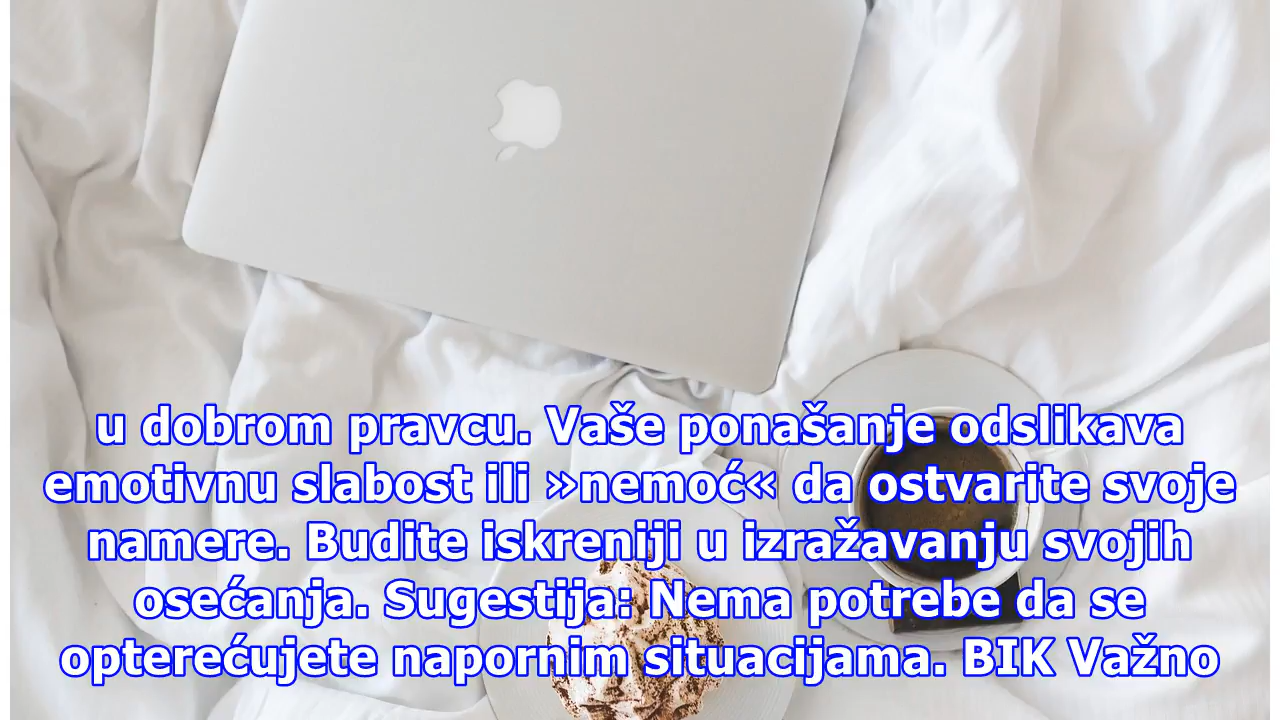 u dobrom pravcu. Vaše ponašanje odslikava
emotivnu slabost ili »nemoć« da ostvarite svoje
namere. Budite iskreniji u izražavanju svojih
osećanja. Sugestija: Nema potrebe da se
opterećujete napornim situacijama. BIK Važno